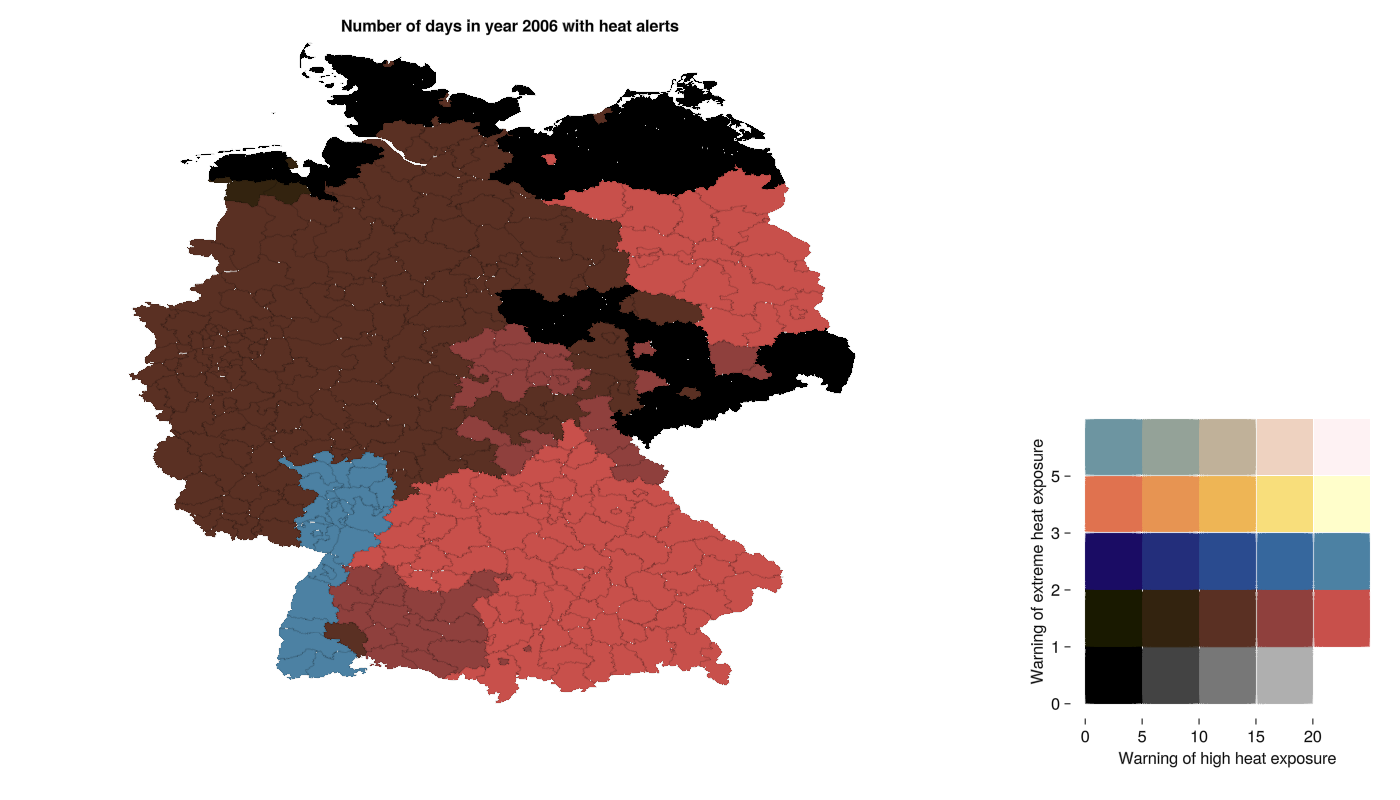 Number of days in year 2006 with heat alerts
Warning of extreme heat exposure
5
3
2
1
0
0 5 10 15 20
Warning of high heat exposure